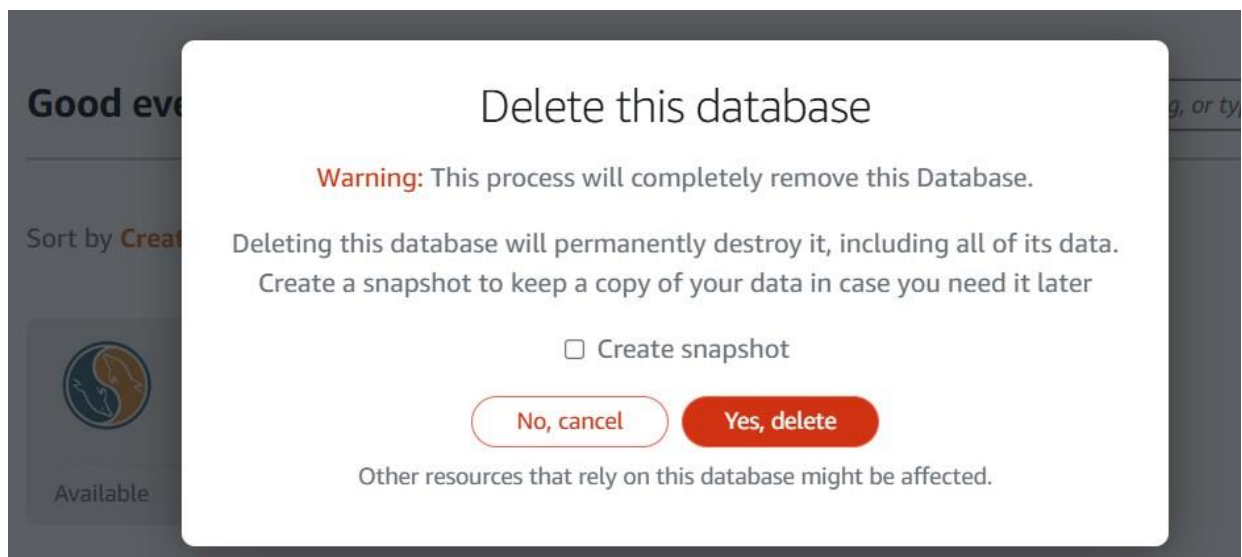 Delete this database
Good eve
g, or ty
Warning: This process will completely remove this Database.
Sort by Creat
Deleting this database will permanently destroy it, including all of its data.
Create a snapshot to keep a copy of your data in case you need it later
Create snapshot
No, cancel
Yes, delete
Other resources that rely on this database might be affected.
Available